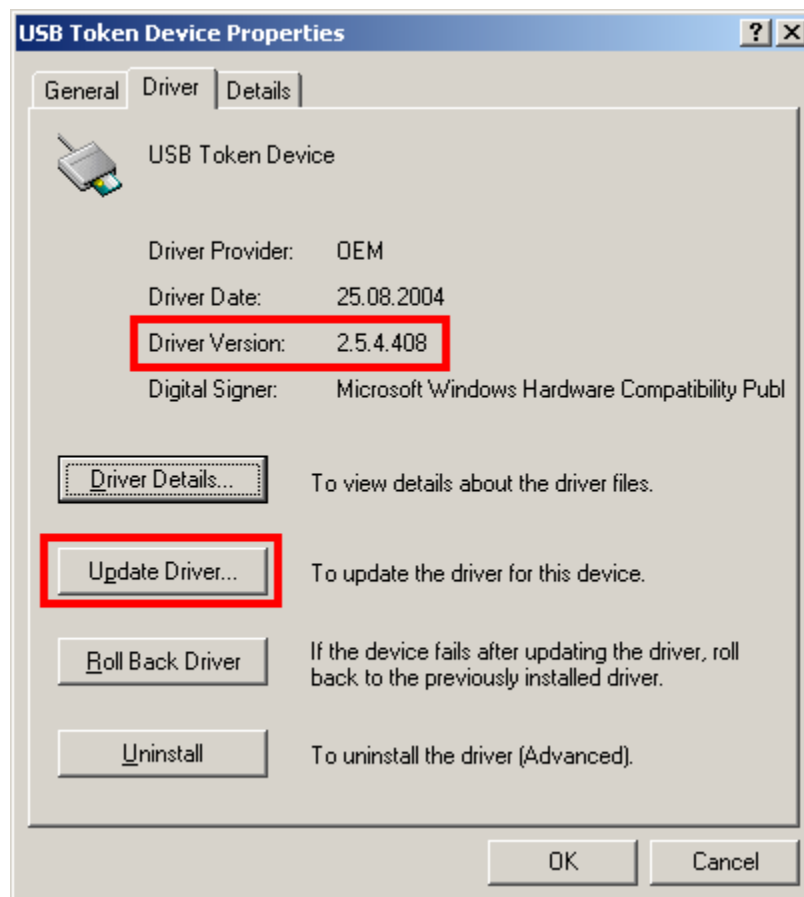 USB Token Device Properties
General Driver Details
USB Token Device
Driver Provider: OEM
Driver Date: 25.08.2004
Driver Version: 2.5.4.408
Digital Signer: Microsoft Windows Hardware Compatibility Publ
Driver Details... To view details about the driver files.
Update Driver... To update the driver for this device.
Roll Back Driver If the device fails after updating the driver, roll
back to the previously installed driver.
Uninstall To uninstall the driver (Advanced).
OK Cancel